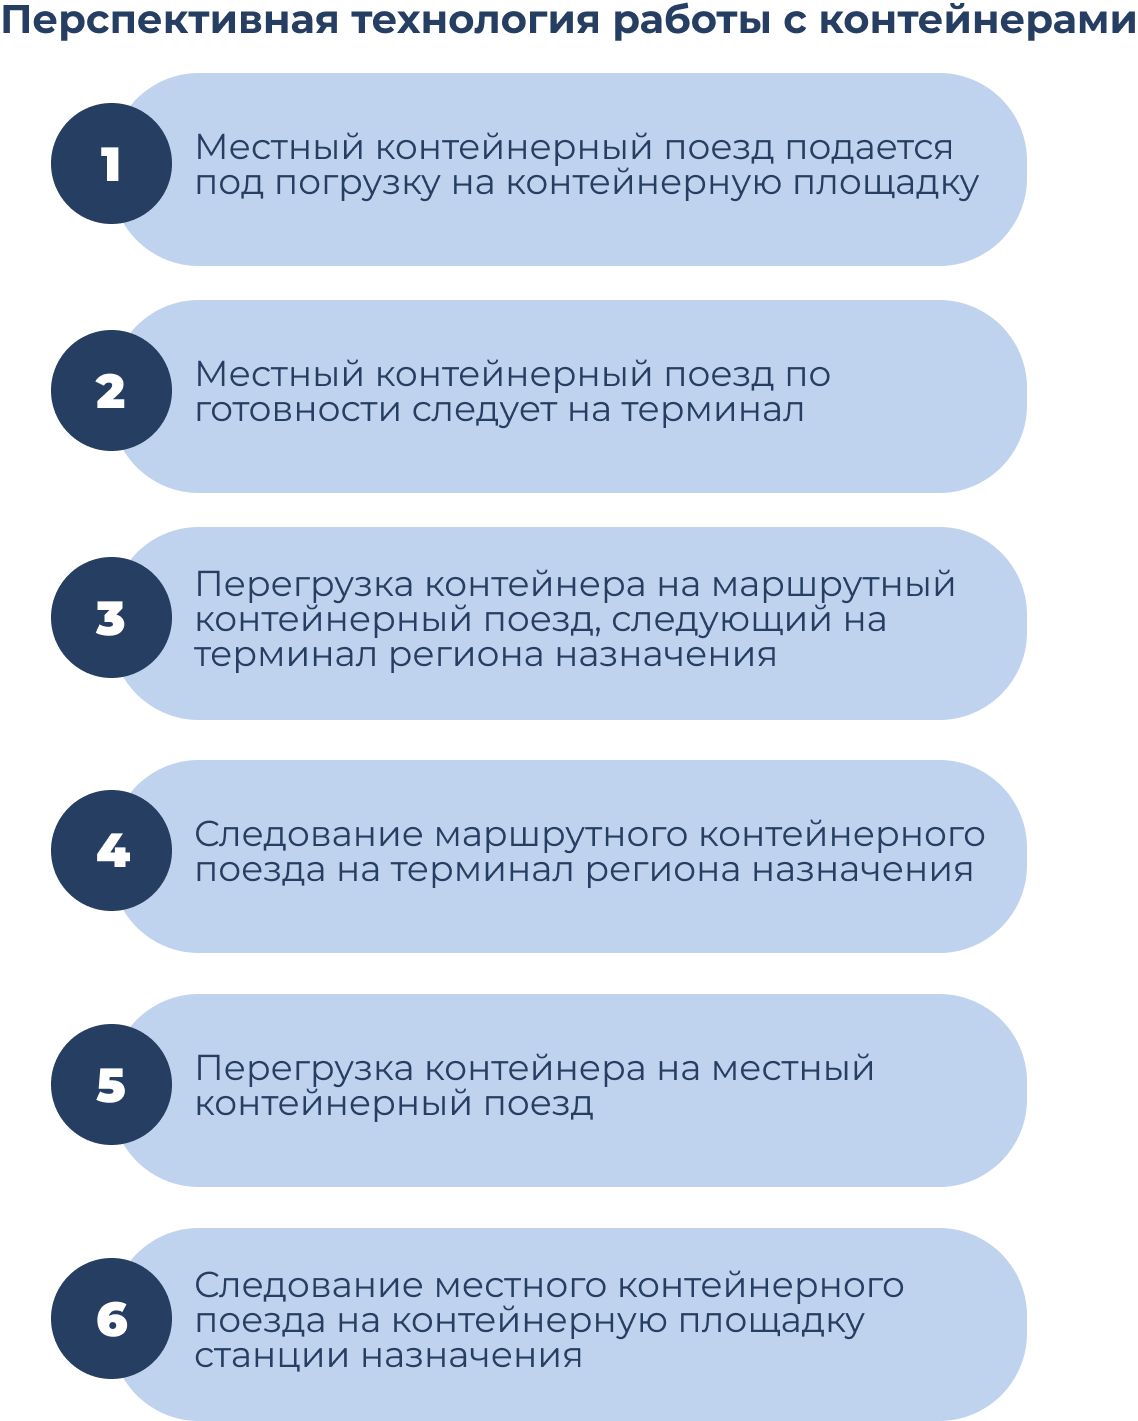 Перспективная технология работы с контейнерами
1
Местный контейнерный поезд подается
под погрузку на контейнерную площадку
2
Местный контейнерный поезд по
готовности следует на терминал
3
Перегрузка контейнера на маршрутный
контейнерный поезд, следующий на
терминал региона назначения
4
Следование маршрутного контейнерного
поезда на терминал региона назначения
5
Перегрузка контейнера на местный
контейнерный поезд
6
Следование местного контейнерного
поезда на контейнерную площадку
станции назначения